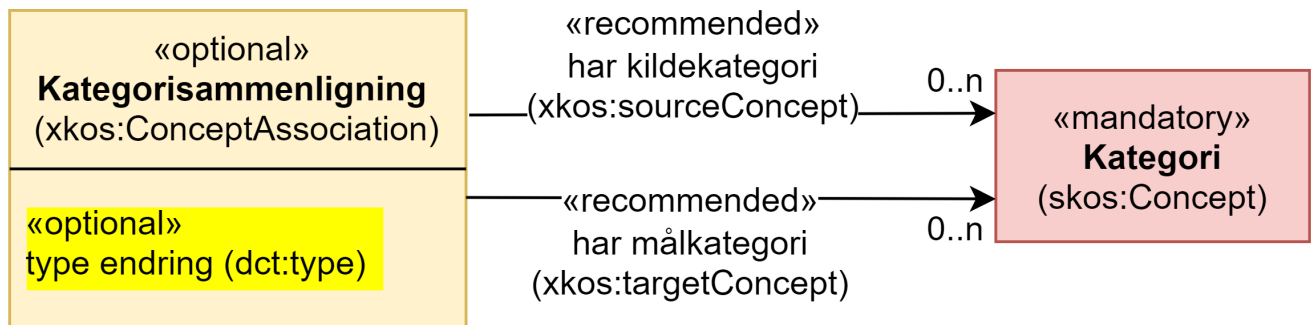 «optional»
Kategorisammenligning
(xkos:ConceptAssociation)
«optional»
type endring (dct:type)
«recommended»
har kildekategori
(xkos:sourceConcept)
0..n
«recommended»
har målkategori
(xkos:targetConcept)
0..n
«mandatory»
Kategori
(skos:Concept)